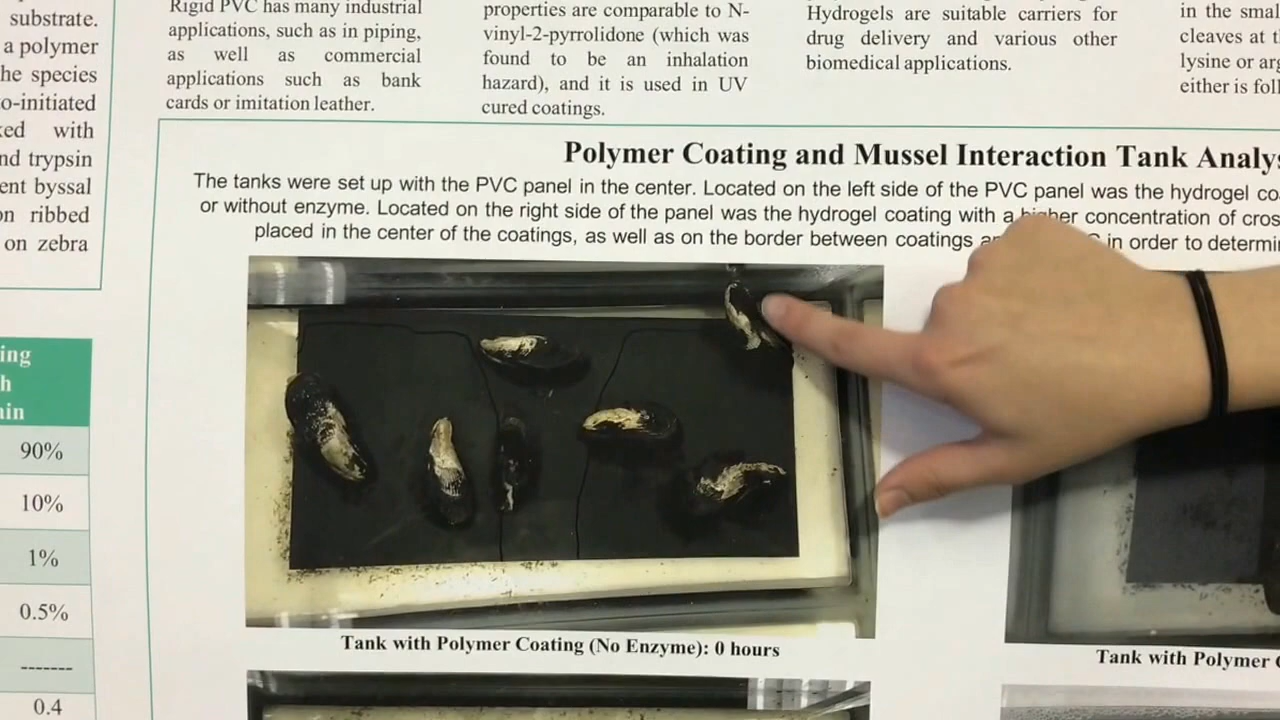 substrate.
a polymer
he species
o-initiated
ked with
nd trypsin
ent byssal
on ribbed
on zebra
Rigid PVC has many industrial
applications, such as in piping,
as well as commercial
applications such as bank
cards or imitation leather.
properties are comparable to N-
vinyl-2-pyrrolidone (which was
found to be an inhalation
hazard), and it is used in UV
cured coatings.
Hydrogels are suitable carriers for
drug delivery and various other
biomedical applications.
in the smal
cleaves at t
lysine or arg
either is foll
Polymer Coating and Mussel Interaction Tank Analys
The tanks were set up with the PVC panel in the center. Located on the left side of the PVC panel was the hydrogel co
or without enzyme. Located on the right side of the panel was the hydrogel coating with a higher concentration of cros
placed in the center of the coatings, as well as on the border between coatings in order to determi
ing
h
in
90%
10%
1%
0.5%
-------
0.4
Tank with Polymer Coating (No Enzyme): 0 hours
Tank with Polymer C